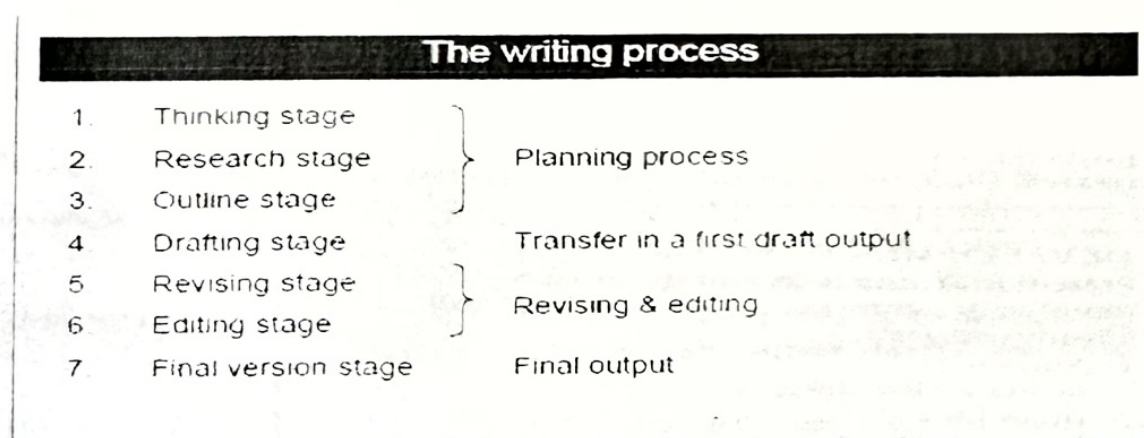 The writing process
1. Thinking stage
2. Research stage Planning process
3. Outline stage
4. Drafting stage Transfer in a first draft output
5 Revising stage
Revising & editing
6. Editing stage
7. Final version stage Final output